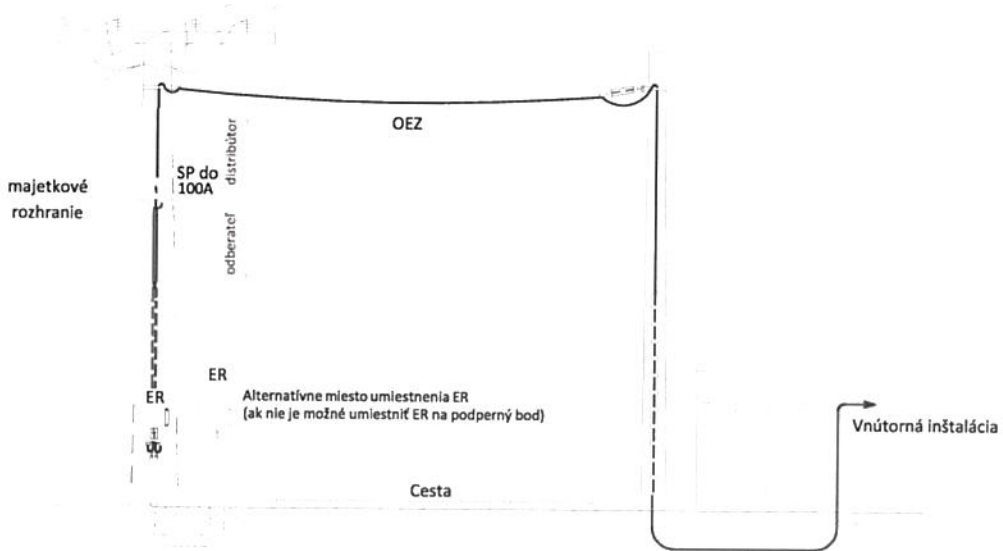 OEZ
distribútor
SP do
100A
majetkové
rozhranie
odberateľ
ER
ER
Alternatívne miesto umiestnenia ER
(ak nie je možné umiestniť ER na podperný bod)
Vnútorná inštalácia
Cesta